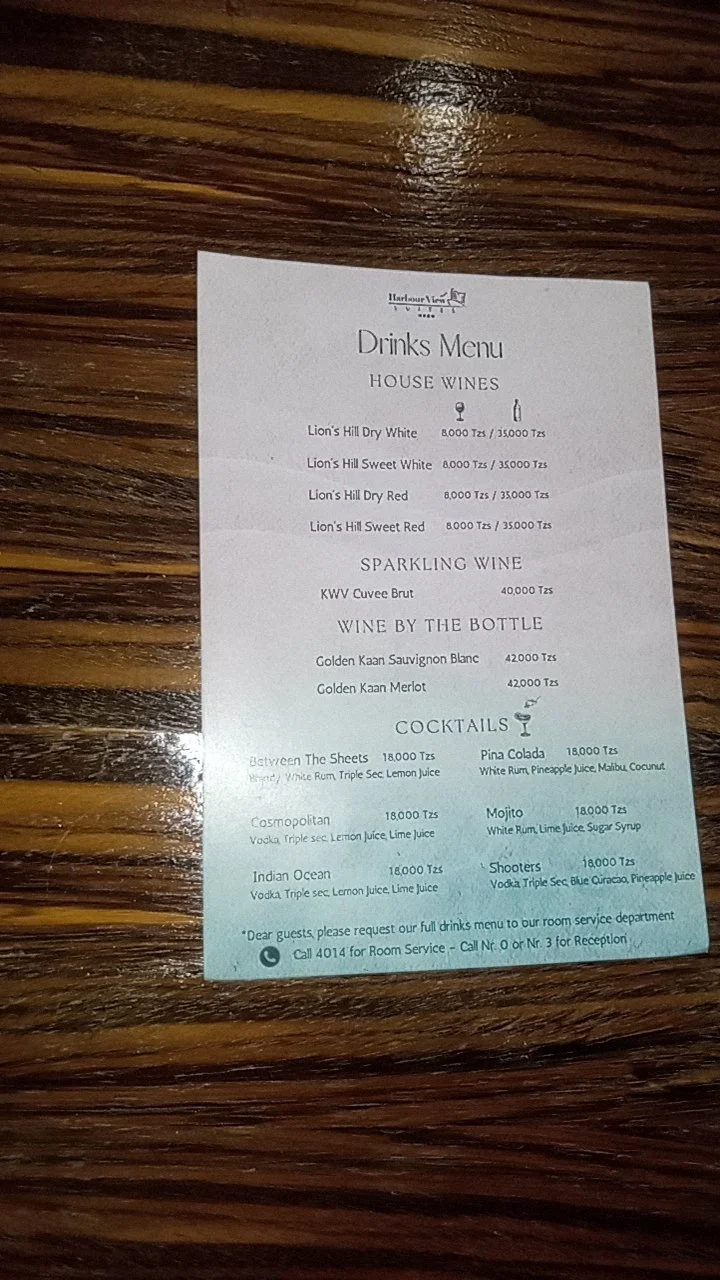 Harbour View
SUITES
Drinks Menu
HOUSE WINES
Lion's Hill Dry White 8,000 Tzs / 35,000 Tzs
Lion's Hill Sweet White 8,000 Tzs / 35,000 Tzs
Lion's Hill Dry Red 8,000 Tzs / 35,000 Tzs
Lion's Hill Sweet Red 8,000 Tzs / 35,000 Tzs
SPARKLING WINE
KWV Cuvee Brut 40,000 Tzs
WINE BY THE BOTTLE
Golden Kaan Sauvignon Blanc 42,000 Tzs
Golden Kaan Merlot 42,000 Tzs
COCKTAILS
Between The Sheets 18,000 Tzs
Brandy White Rum, Triple Sec, Lemon Juice
Pina Colada 18,000 Tzs
White Rum, Pineapple Juice, Malibu, Cocunut
Cosmopolitan 18,000 Tzs
Vodka, Triple sec, Lemon Juice, Lime Juice
Mojito 18,000 Tzs
White Rum, Lime Juice, Sugar Syrup
Indian Ocean 18,000 Tzs
Vodka, Triple sec, Lemon Juice, Lime Juice
Shooters 18,000 Tzs
Vodka, Triple Sec, Blue Curacao, Pineapple Juice
*Dear guests, please request our full drinks menu to our room service department
Call 4014 for Room Service - Call Nr. 0 or Nr. 3 for Reception